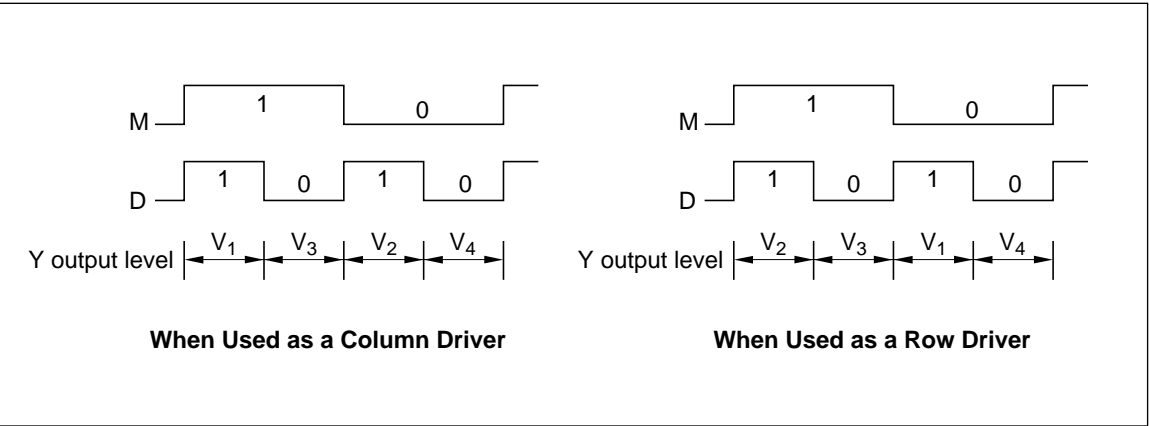 M 1 0
D 1 0 1 0
Y output level V1 V3 V2 V4
When Used as a Column Driver
M 1 0
D 1 0 1 0
Y output level V2 V3 V1 V4
When Used as a Row Driver